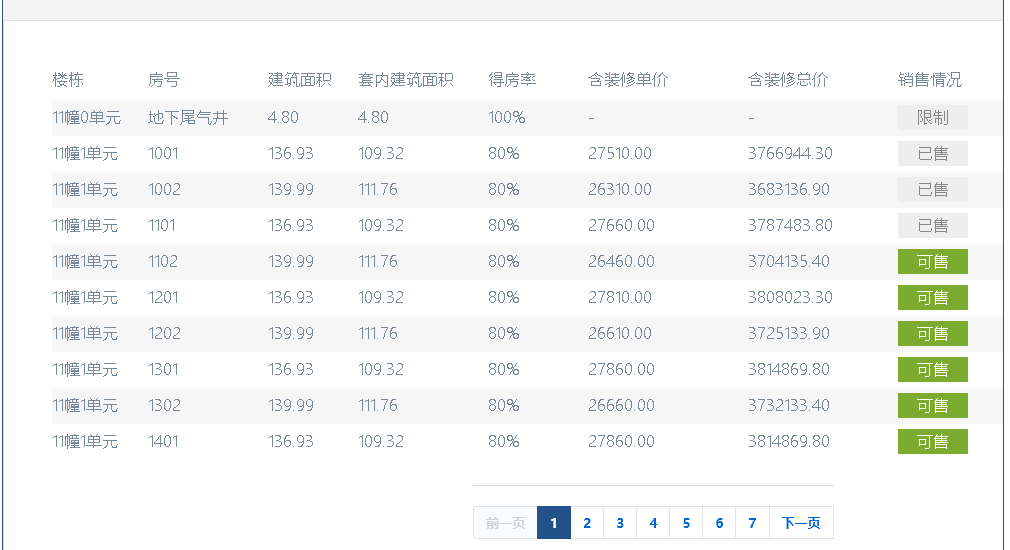 楼栋 房号 建筑面积 套内建筑面积 得房率 含装修单价 含装修总价 销售情况
11幢0单元 地下尾气井 4.80 4.80 100% - - 限制
11幢1单元 1001 136.93 109.32 80% 27510.00 3766944.30 已售
11幢1单元 1002 139.99 111.76 80% 26310.00 3683136.90 已售
11幢1单元 1101 136.93 109.32 80% 27660.00 3787483.80 已售
11幢1单元 1102 139.99 111.76 80% 26460.00 3704135.40 可售
11幢1单元 1201 136.93 109.32 80% 27810.00 3808023.30 可售
11幢1单元 1202 139.99 111.76 80% 26610.00 3725133.90 可售
11幢1单元 1301 136.93 109.32 80% 27860.00 3814869.80 可售
11幢1单元 1302 139.99 111.76 80% 26660.00 3732133.40 可售
11幢1单元 1401 136.93 109.32 80% 27860.00 3814869.80 可售
前一页 1 2 3 4 5 6 7 下一页